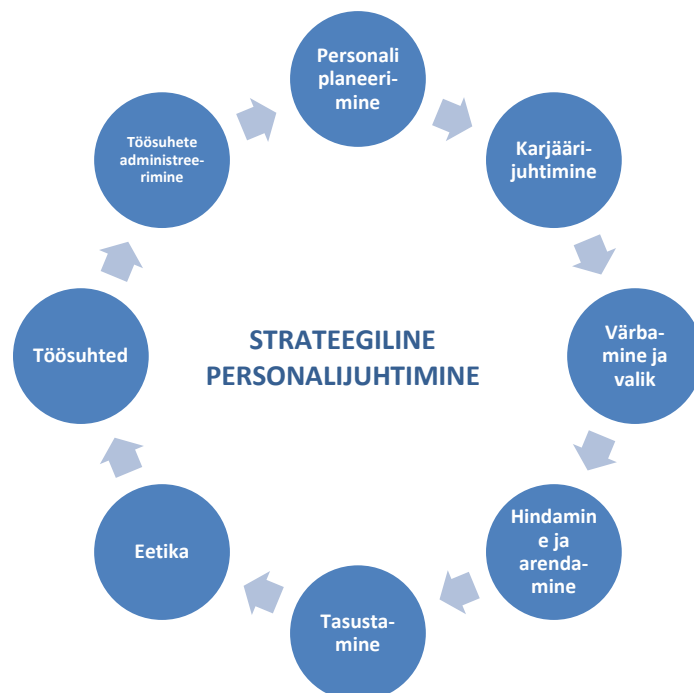 Personali
planeeri-
mine
Karjääri-
juhtimine
Värba-
mine ja
valik
Hindamin
e ja
arenda-
mine
Tasusta-
mine
Eetika
Töösuhted
Töösuhete
administree-
rimine
STRATEEGILINE
PERSONALIJUHTIMINE